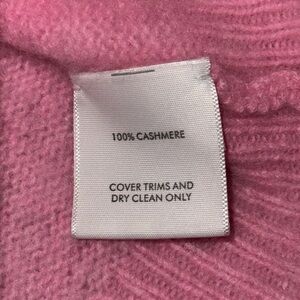 100% CASHMERE
COVER TRIMS AND
DRY CLEAN ONLY